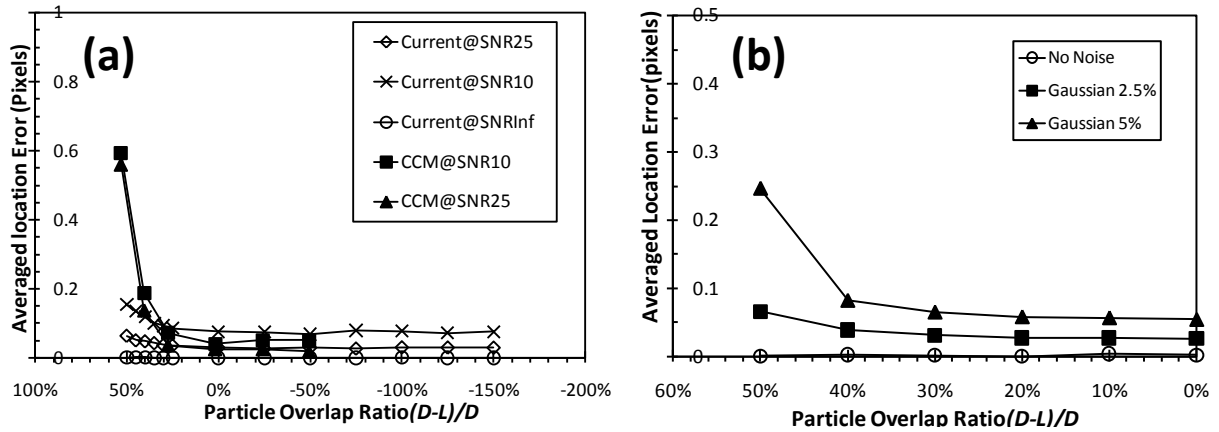 (a)
Averaged location Error (Pixels)
1
0.8
0.6
0.4
0.2
0
100%
50%
0%
-50%
-100%
-150%
-200%
Particle Overlap Ratio(D-L)/D
Current@SNR25
Current@SNR10
Current@SNRInf
CCM@SNR10
CCM@SNR25
(b)
Averaged Location Error(pixels)
0.5
0.4
0.3
0.2
0.1
0
60%
50%
40%
30%
20%
10%
0%
Particle Overlap Ratio(D-L)/D
No Noise
Gaussian 2.5%
Gaussian 5%